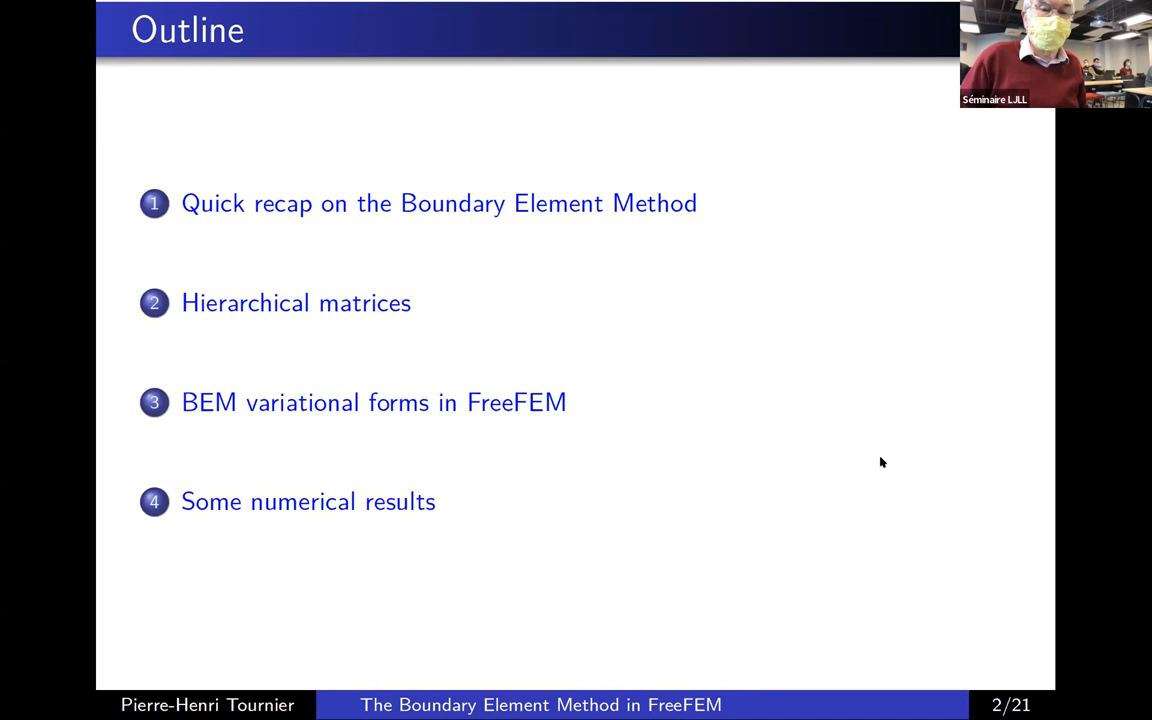 Outline
Séminaire LJLL
1 Quick recap on the Boundary Element Method
2 Hierarchical matrices
3 BEM variational forms in FreeFEM
4 Some numerical results
Pierre-Henri Tournier The Boundary Element Method in FreeFEM 2/21